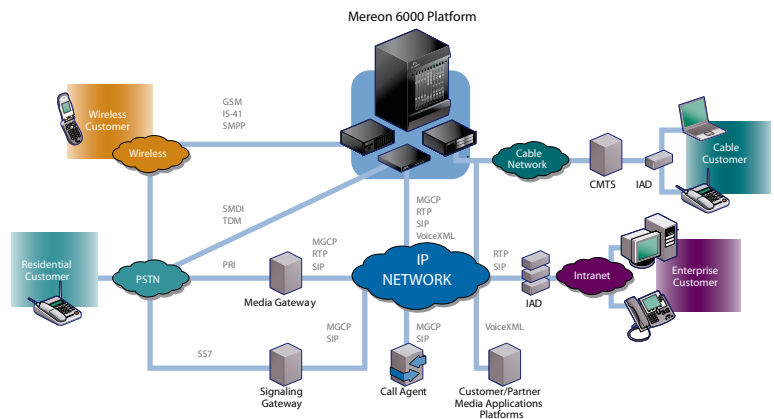 Mereon 6000 Platform
GSM
IS-41
SMPP
Wireless
Customer
Wireless
Cable
Network
CMTS
IAD
Cable
Customer
SMDI
TDM
MGCP
RTP
SIP
VoiceXML
Residential
Customer
PSTN
PRI
Media Gateway
MGCP
RTP
SIP
IP
NETWORK
RTP
SIP
IAD
Intranet
Enterprise
Customer
SS7
Signaling
Gateway
MGCP
SIP
MGCP
SIP
Call Agent
VoiceXML
Customer/Partner
Media Applications
Platforms